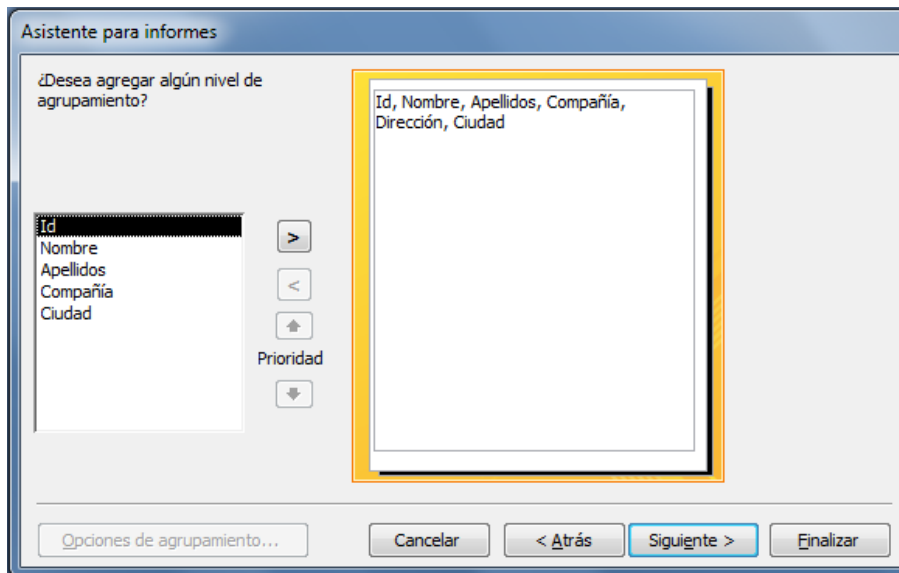 Asistente para informes
¿Desea agregar algún nivel de
agrupamiento?
Id, Nombre, Apellidos, Compañía,
Dirección, Ciudad
Id
Nombre
Apellidos
Compañía
Ciudad
>
<
Prioridad
Opciones de agrupamiento...
Cancelar
< Atrás
Siguiente >
Finalizar